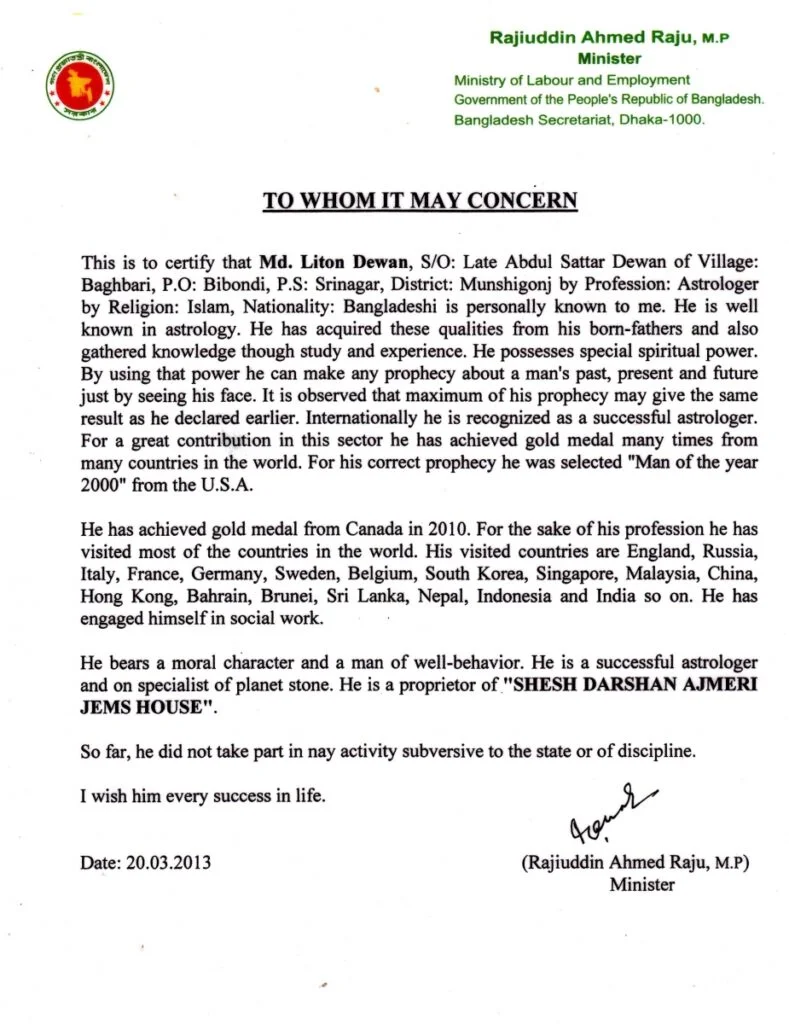 Rajiuddin Ahmed Raju, M.P
Minister
Ministry of Labour and Employment
Government of the People's Republic of Bangladesh.
Bangladesh Secretariat, Dhaka-1000.
গণপ্রজাতন্ত্রী বাংলাদেশ
সরকার
TO WHOM IT MAY CONCERN
This is to certify that Md. Liton Dewan, S/O: Late Abdul Sattar Dewan of Village:
Baghbari, P.O: Bibondi, P.S: Srinagar, District: Munshigonj by Profession: Astrologer
by Religion: Islam, Nationality: Bangladeshi is personally known to me. He is well
known in astrology. He has acquired these qualities from his born-fathers and also
gathered knowledge though study and experience. He possesses special spiritual power.
By using that power he can make any prophecy about a man's past, present and future
just by seeing his face. It is observed that maximum of his prophecy may give the same
result as he declared earlier. Internationally he is recognized as a successful astrologer.
For a great contribution in this sector he has achieved gold medal many times from
many countries in the world. For his correct prophecy he was selected "Man of the year
2000" from the U.S.A.
He has achieved gold medal from Canada in 2010. For the sake of his profession he has
visited most of the countries in the world. His visited countries are England, Russia,
Italy, France, Germany, Sweden, Belgium, South Korea, Singapore, Malaysia, China,
Hong Kong, Bahrain, Brunei, Sri Lanka, Nepal, Indonesia and India so on. He has
engaged himself in social work.
He bears a moral character and a man of well-behavior. He is a successful astrologer
and on specialist of planet stone. He is a proprietor of "SHESH DARSHAN AJMERI
JEMS HOUSE".
So far, he did not take part in nay activity subversive to the state or of discipline.
I wish him every success in life.
Date: 20.03.2013
(Rajiuddin Ahmed Raju, M.P)
Minister